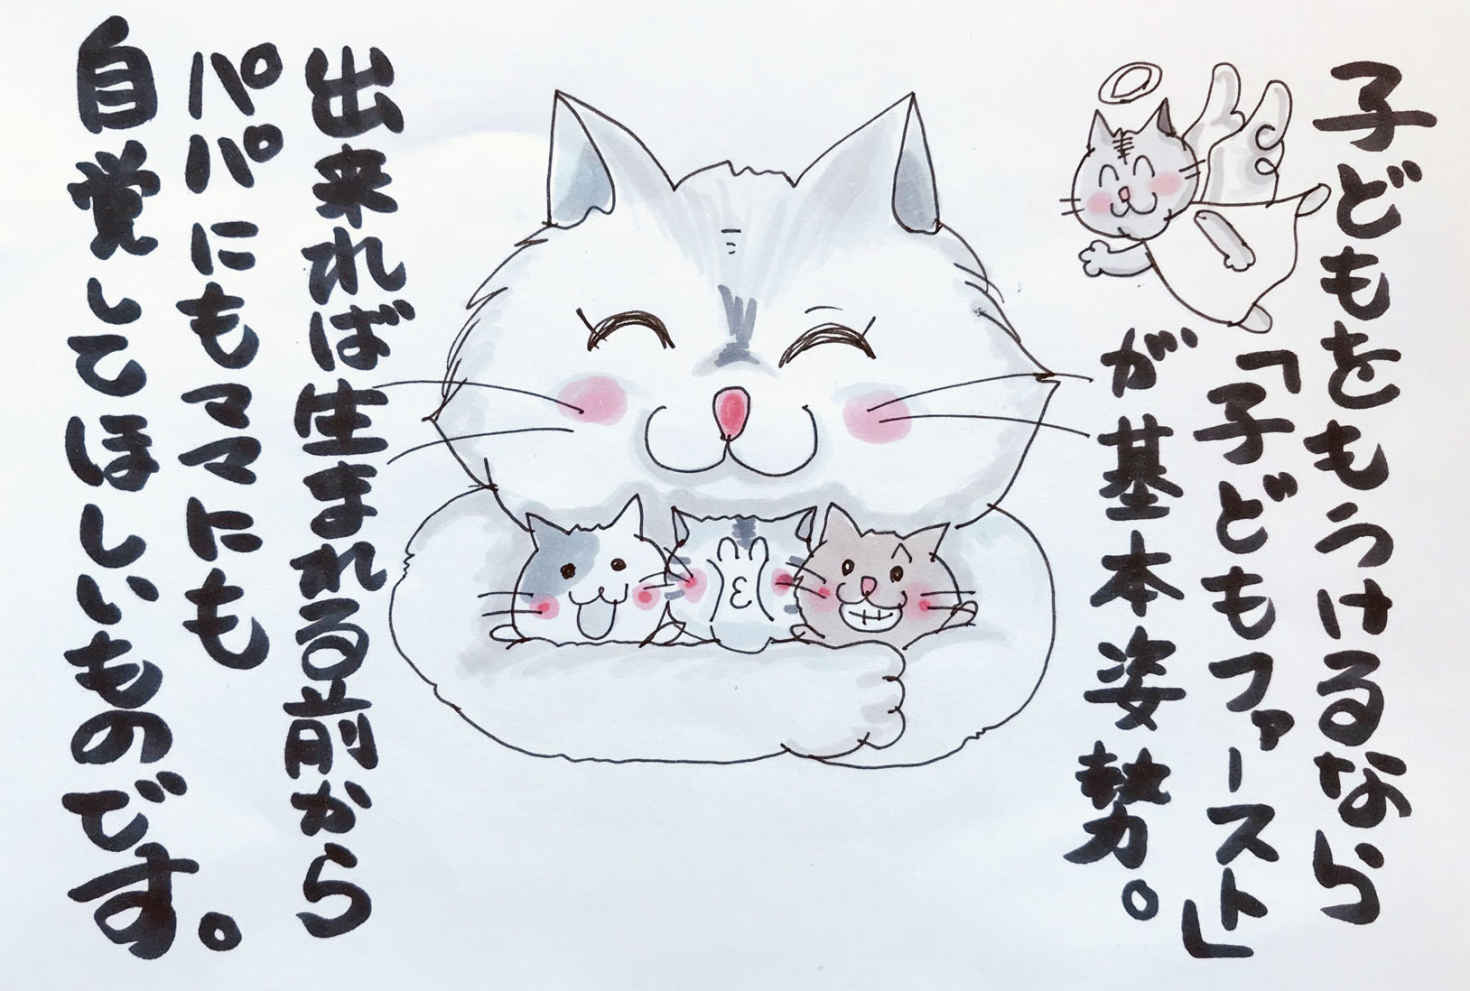 子どもをもうけるなら
「子どもファースト」
が基本姿勢。
出来れば生まれる前から
パパにもママにも
自覚してほしいものです。